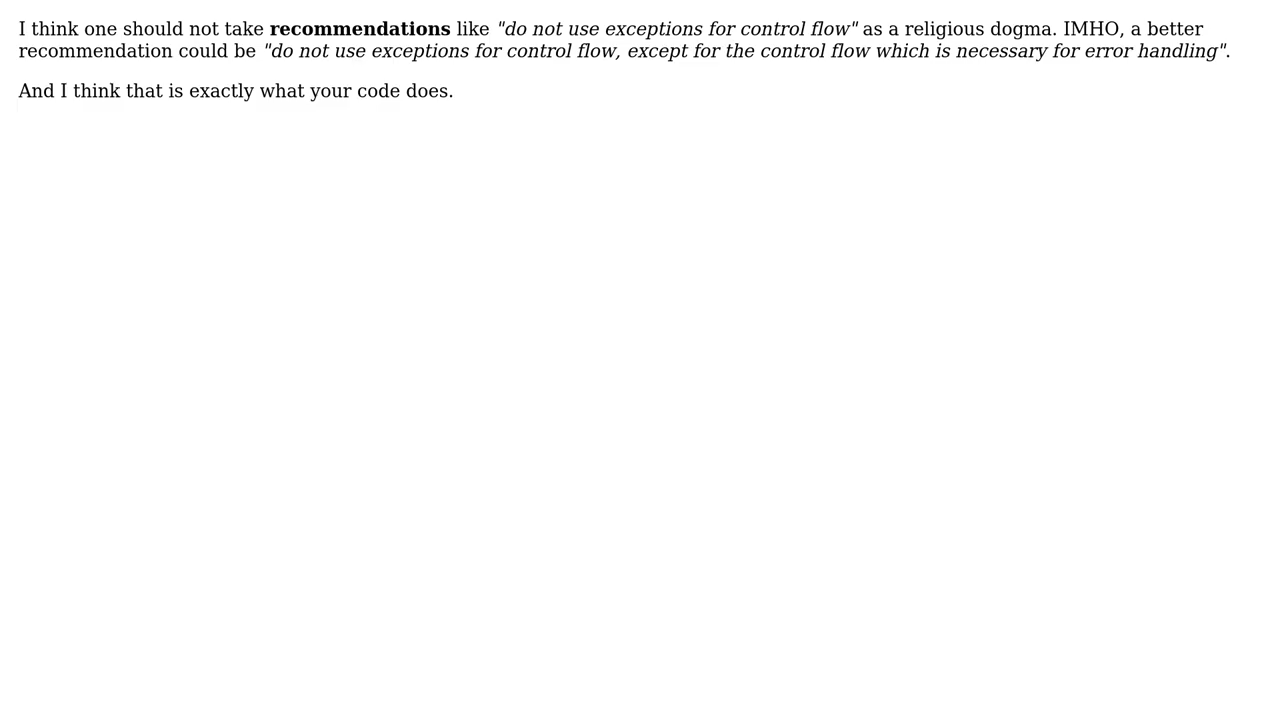 I think one should not take recommendations like "do not use exceptions for control flow" as a religious dogma. IMHO, a better
recommendation could be "do not use exceptions for control flow, except for the control flow which is necessary for error handling".
And I think that is exactly what your code does.